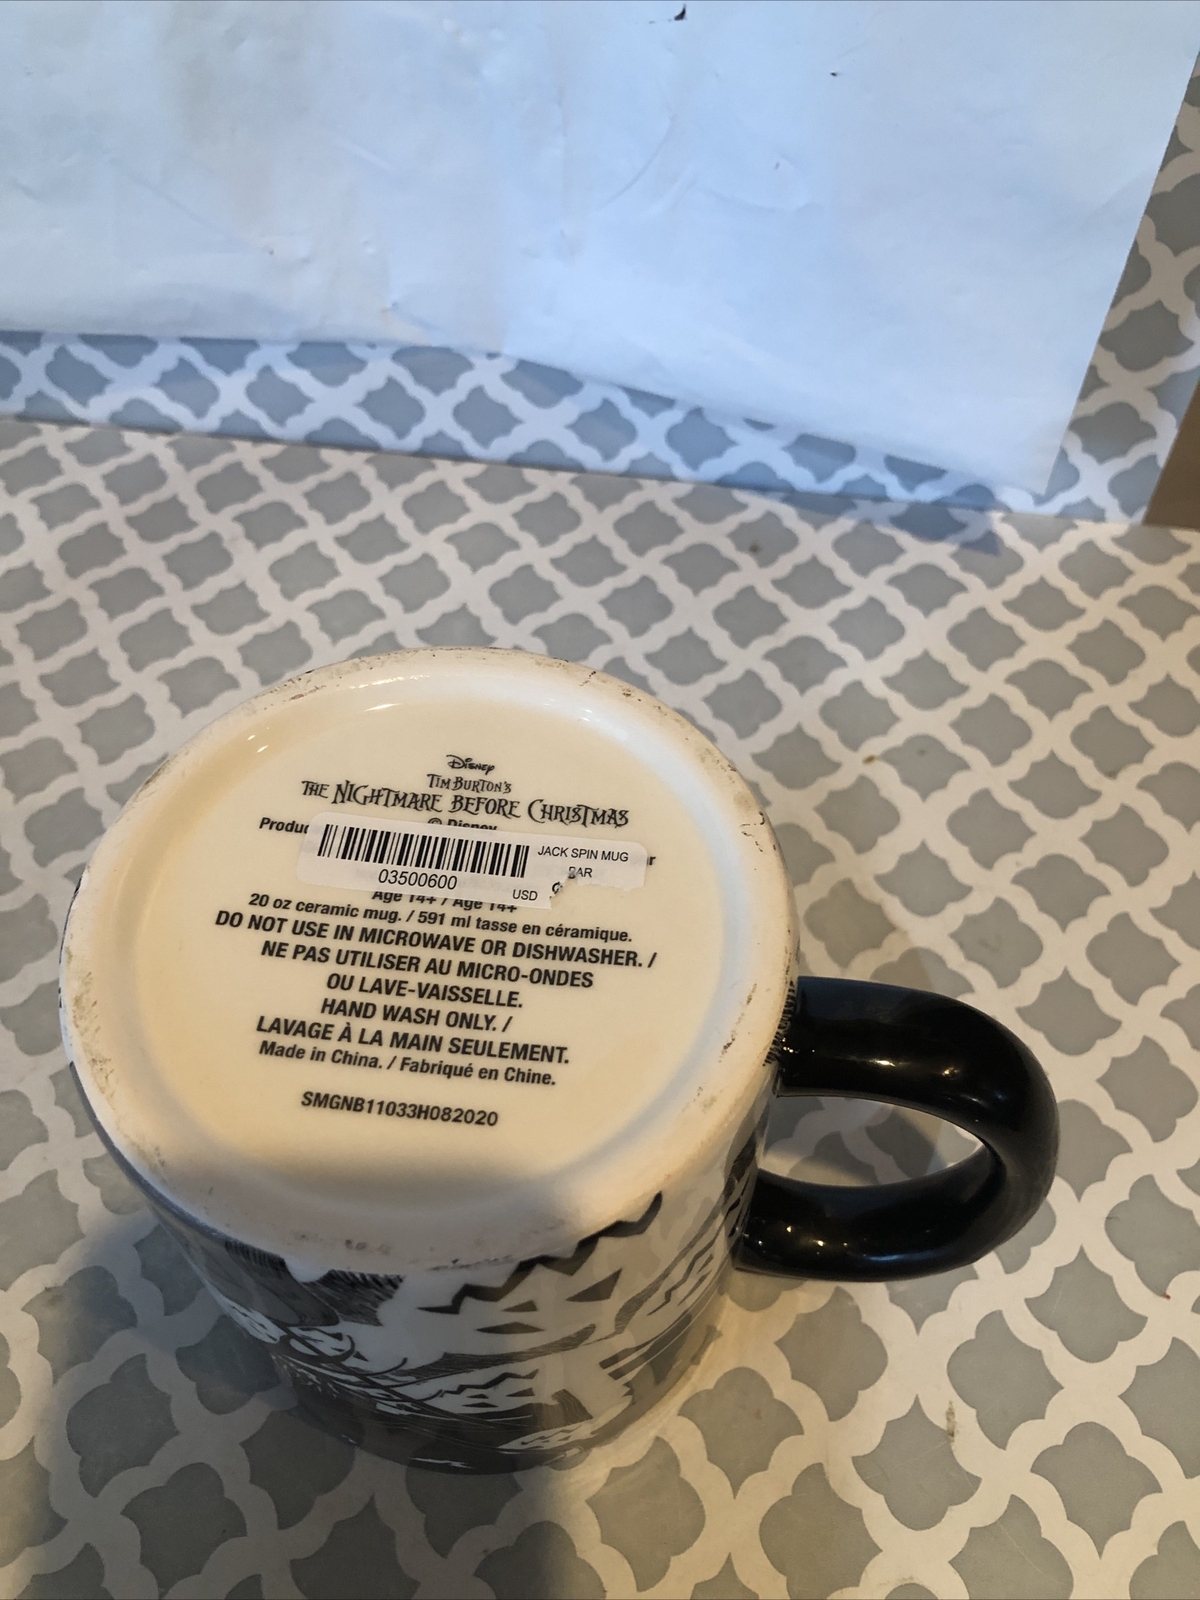 Disney
TIM BURTON'S
THE NIGHTMARE BEFORE CHRISTMAS
© Disney
JACK SPIN MUG
03500600
USD
Age 14+ / Age 14+
20 oz ceramic mug. / 591 ml tasse en céramique.
DO NOT USE IN MICROWAVE OR DISHWASHER. /
NE PAS UTILISER AU MICRO-ONDES
OU LAVE-VAISSELLE.
HAND WASH ONLY. /
LAVAGE À LA MAIN SEULEMENT.
Made in China. / Fabriqué en Chine.
SMGNB11033H082020